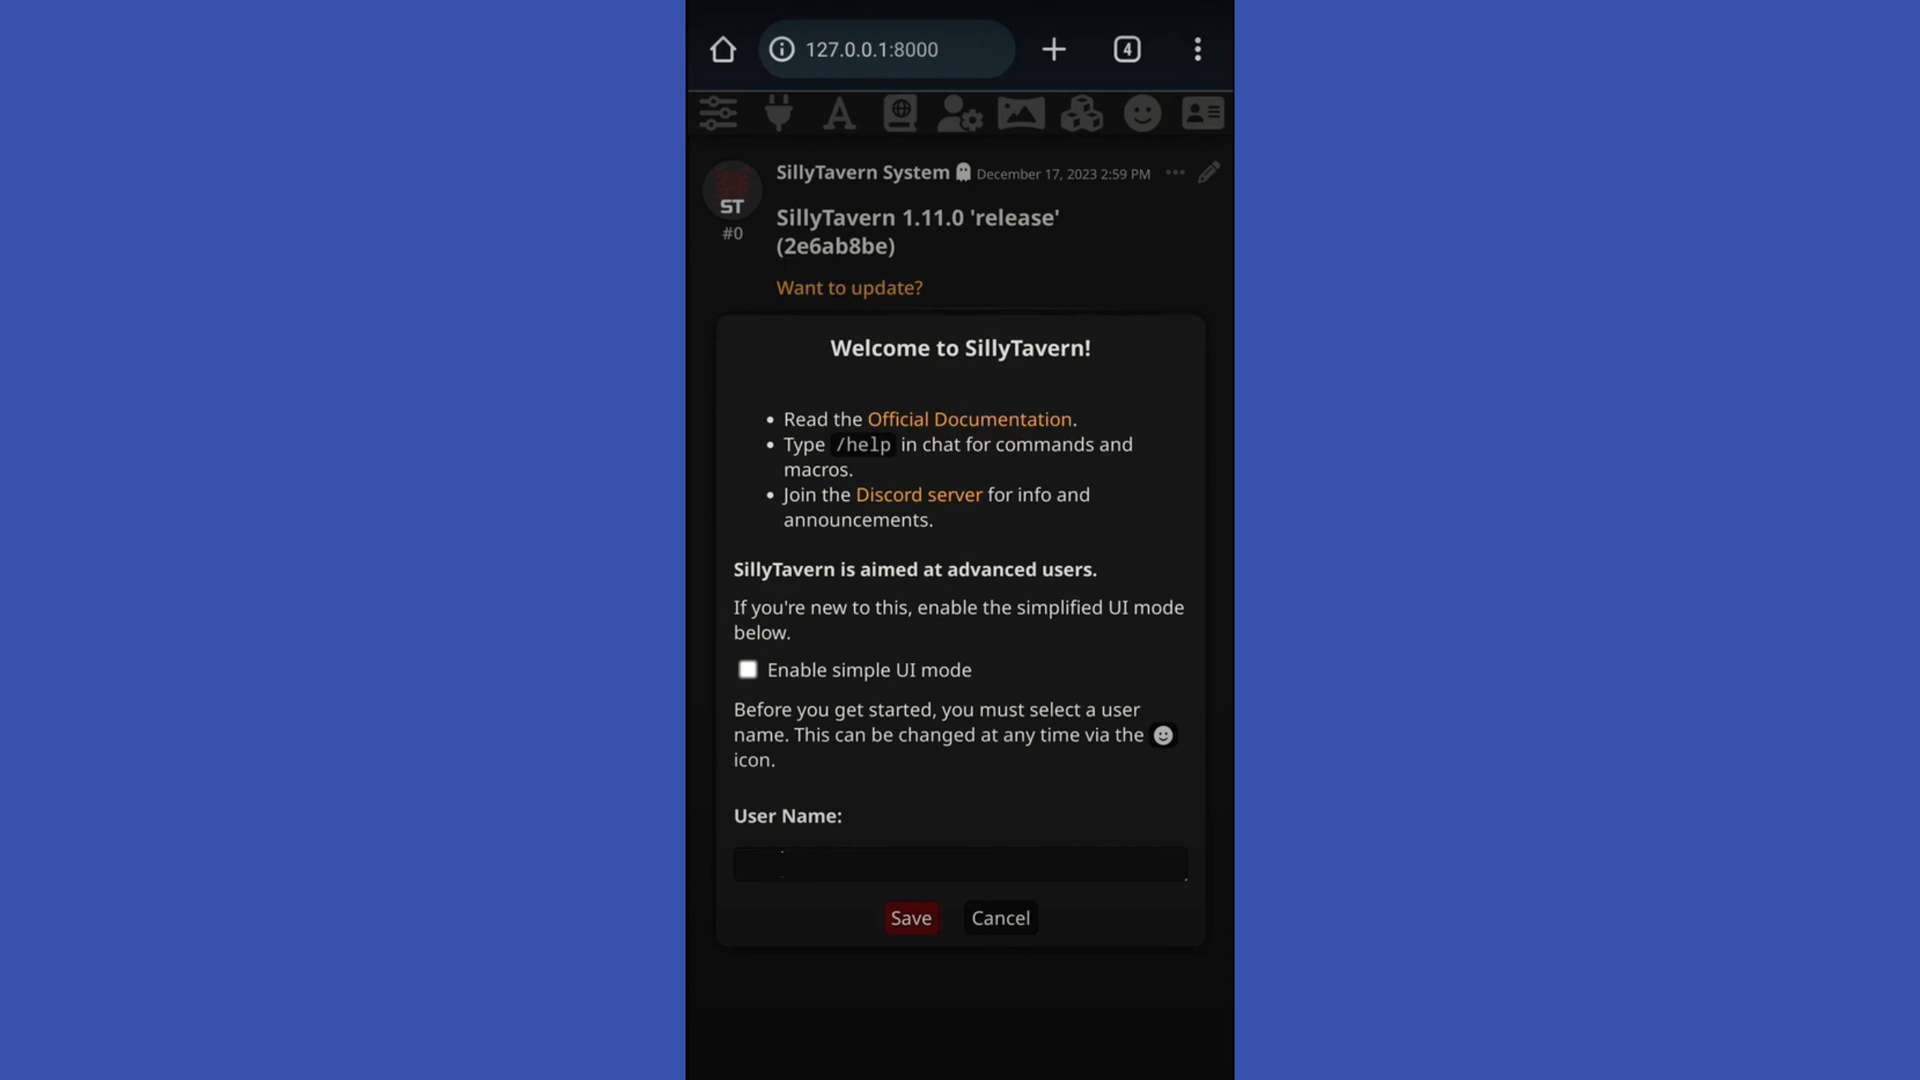 127.0.0.1:8000
4
A
SillyTavern System December 17, 2023 2:59 PM
ST
#0
SillyTavern 1.11.0 'release'
(2e6ab8be)
Want to update?
Welcome to SillyTavern!
• Read the Official Documentation.
• Type /help in chat for commands and
macros.
• Join the Discord server for info and
announcements.
SillyTavern is aimed at advanced users.
If you're new to this, enable the simplified UI mode
below.
Enable simple UI mode
Before you get started, you must select a user
name. This can be changed at any time via the
icon.
User Name:
Save Cancel